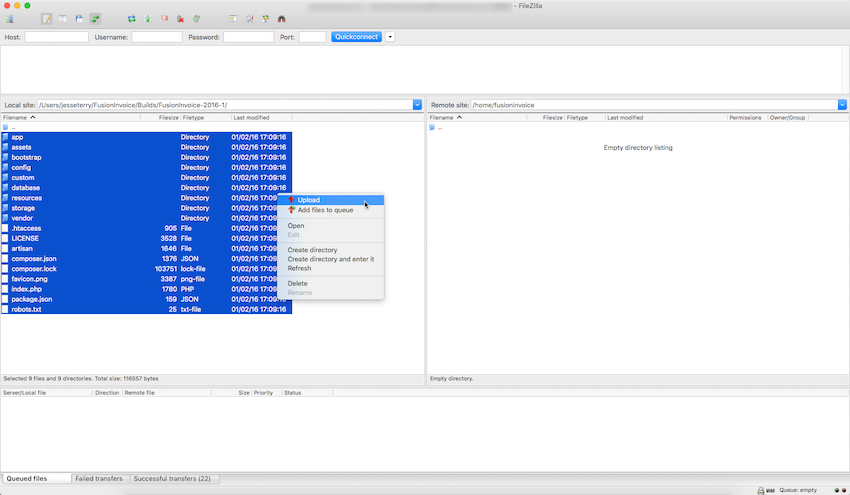 - FileZilla
Host: Username: Password: Port: Quickconnect
Local site: /Users/jesseterry/FusionInvoice/Builds/FusionInvoice-2016-1/
Filename Filesize Filetype Last modified
..
app Directory 01/02/16 17:09:16
assets Directory 01/02/16 17:09:16
bootstrap Directory 01/02/16 17:09:16
config Directory 01/02/16 17:09:16
custom Directory 01/02/16 17:09:16
database Directory 01/02/16 17:09:16
resources Directory 01/02/16 17:09
storage Directory 01/02/16 17:09
vendor Directory 01/02/16 17:09
.htaccess 905 File 01/02/16 17:09
LICENSE 3528 File 01/02/16 17:09
artisan 1646 File 01/02/16 17:09
composer.json 1376 JSON 01/02/16 17:09
composer.lock 103751 lock-file 01/02/16 17:09
favicon.png 3387 png-file 01/02/16 17:09
index.php 1780 PHP 01/02/16 17:09
package.json 159 JSON 01/02/16 17:09:16
robots.txt 25 txt-file 01/02/16 17:09:16
Selected 9 files and 9 directories. Total size: 116557 bytes
Upload
Add files to queue
Open
Edit
Create directory
Create directory and enter it
Refresh
Delete
Rename
Remote site: /home/fusioninvoice
Filename Filesize Filetype Last modified Permissions Owner/Group
..
Empty directory listing
Empty directory.
Server/Local file Direction Remote file Size Priority Status
Queued files Failed transfers Successful transfers (22)
Queue: empty